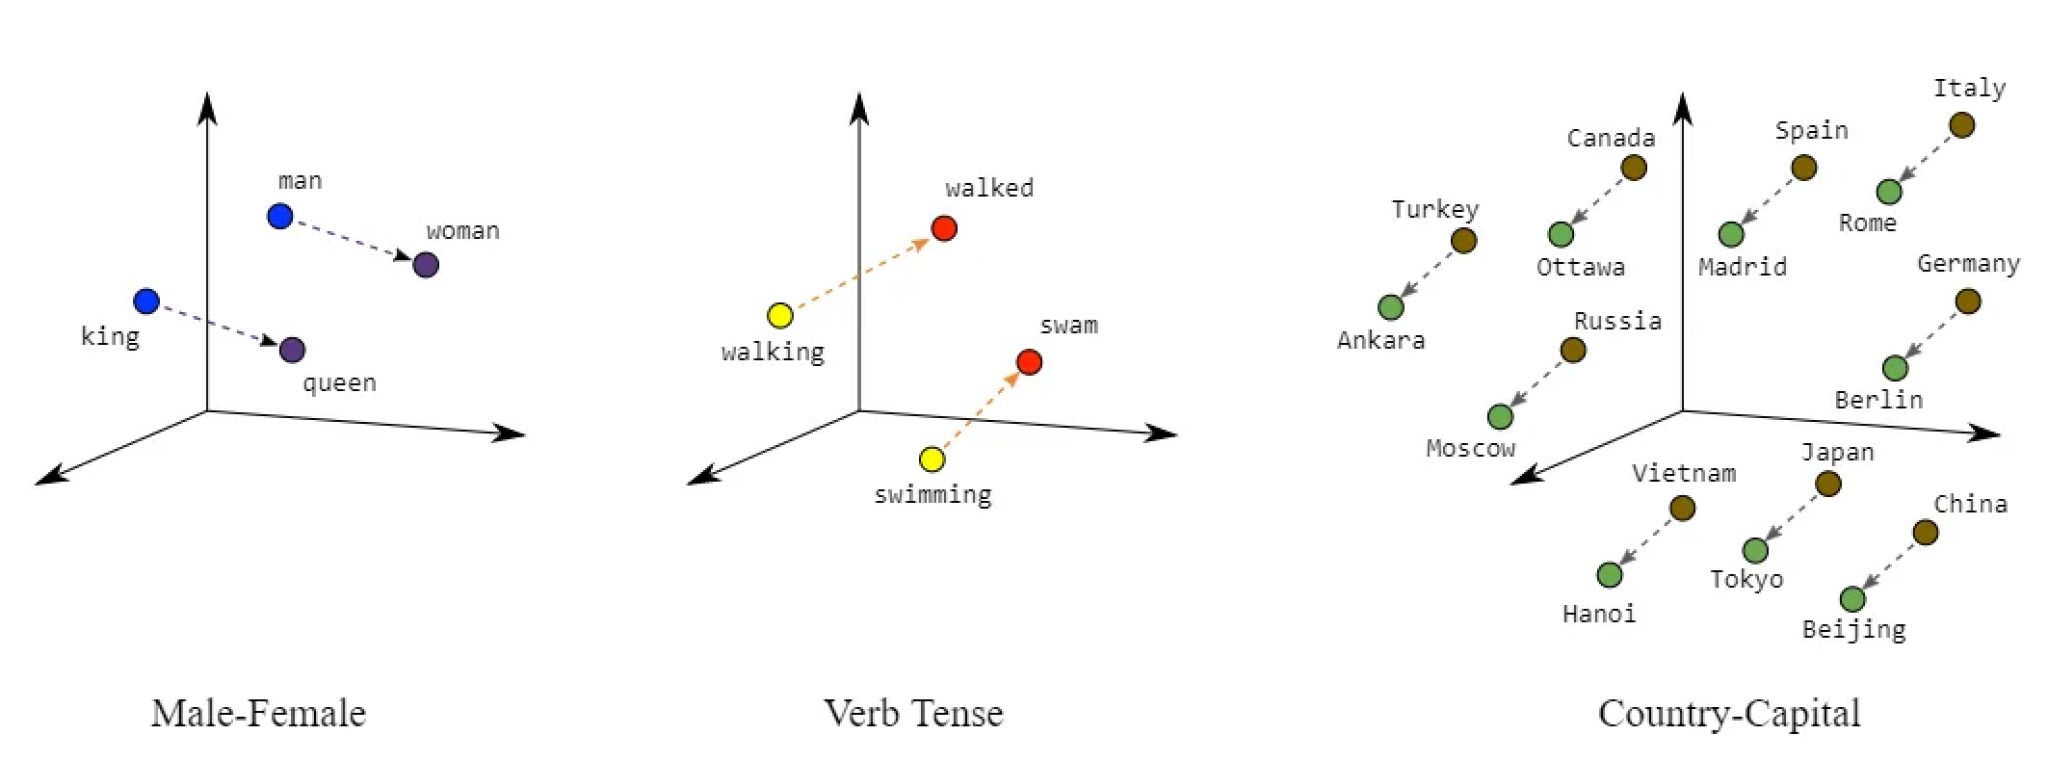 man
woman
king
queen
Male-Female
walked
walking
swam
swimming
Verb Tense
Italy
Canada
Spain
Turkey
Rome
Ottawa
Madrid
Germany
Ankara
Russia
Berlin
Moscow
Japan
Vietnam
China
Tokyo
Hanoi
Beijing
Country-Capital